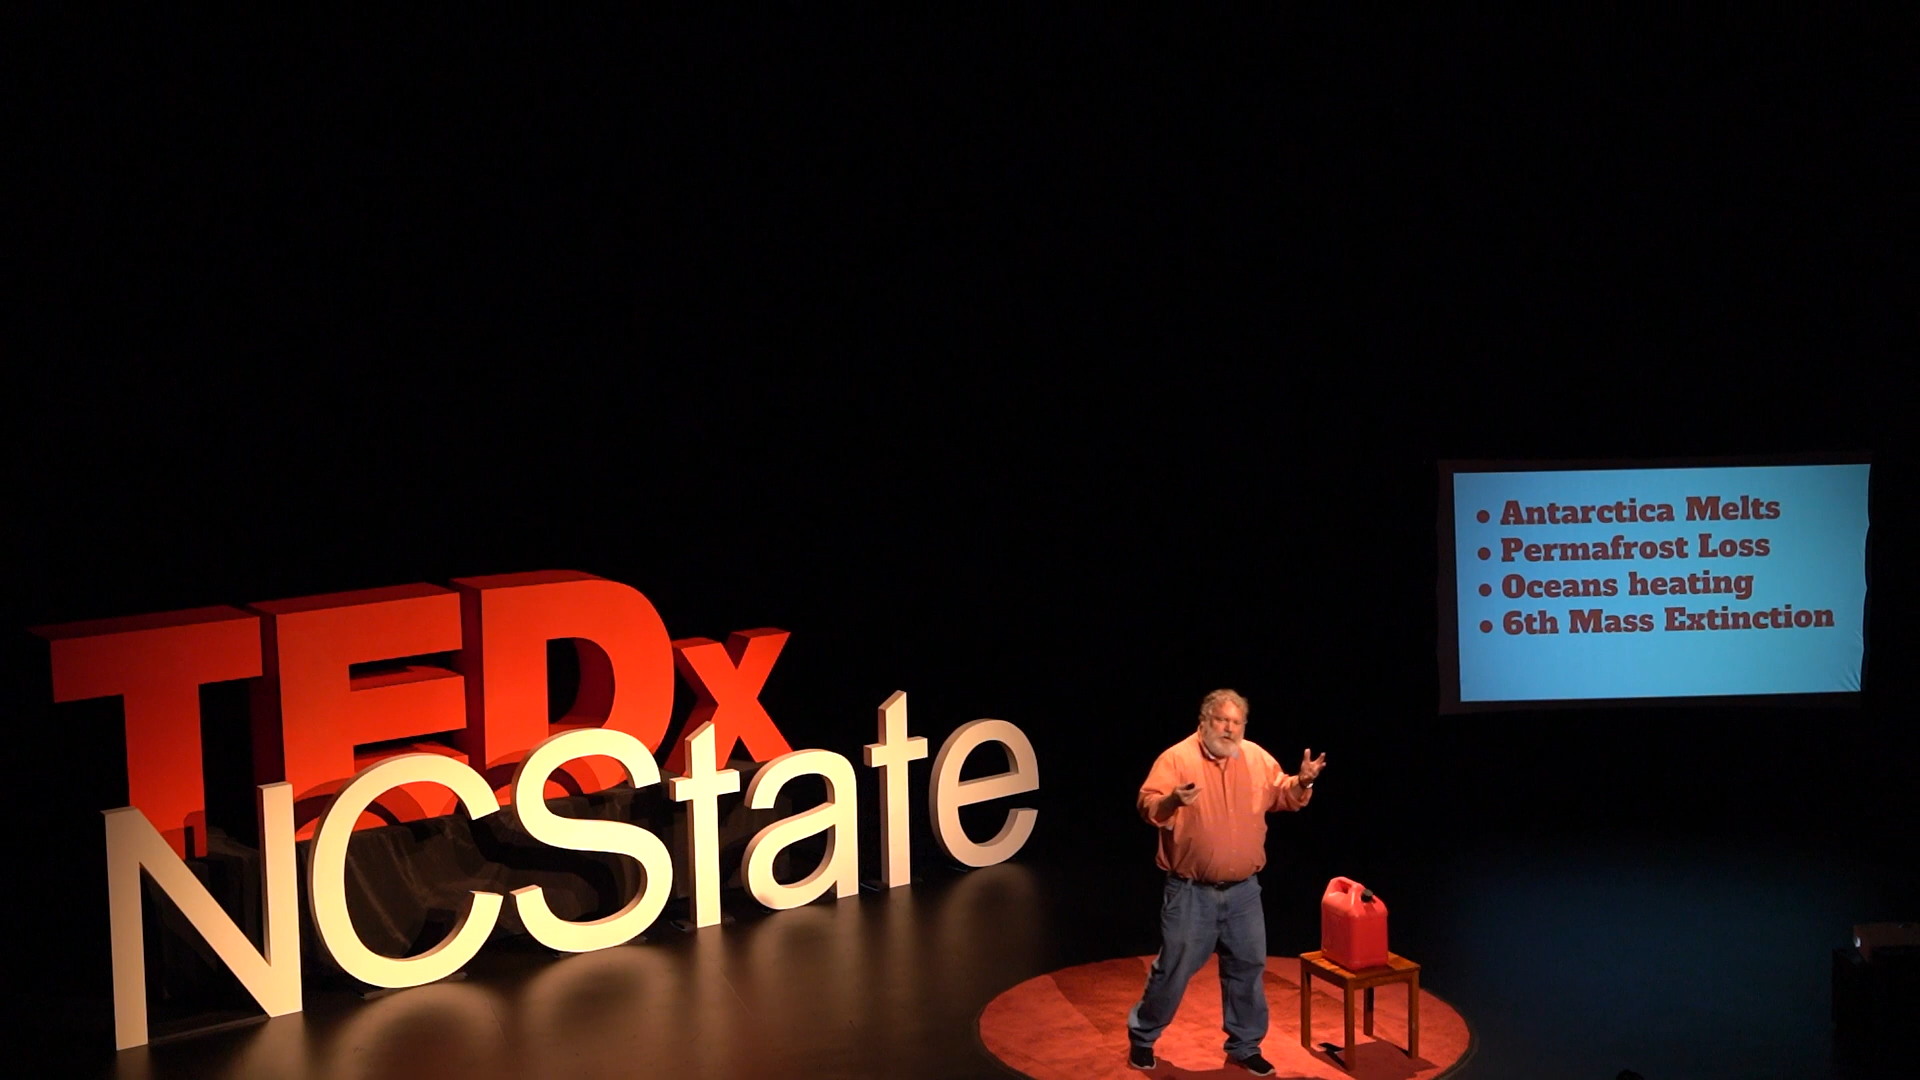 TEDx
NCState
• Antarctica Melts
• Permafrost Loss
• Oceans heating
• 6th Mass Extinction